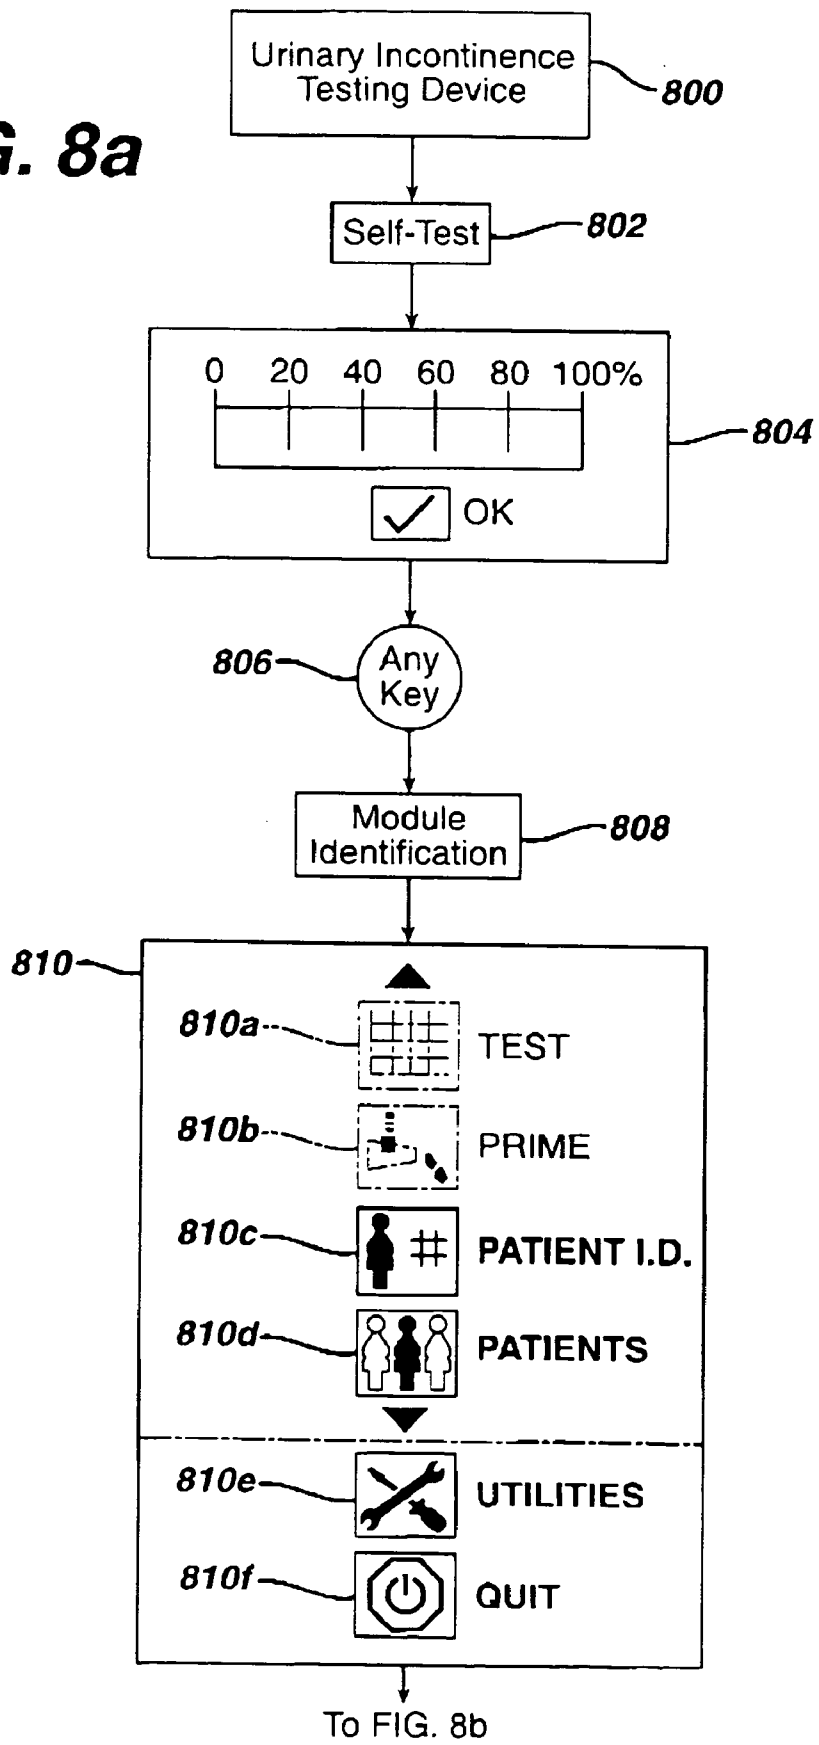 Urinary Incontinence
Testing Device
800
G. 8a
Self-Test
802
0 20 40 60 80 100%
804
OK
806
Any
Key
Module
Identification
808
810
810a
TEST
810b
PRIME
810c
# PATIENT I.D.
810d
PATIENTS
810e
UTILITIES
810f
QUIT
To FIG. 8b